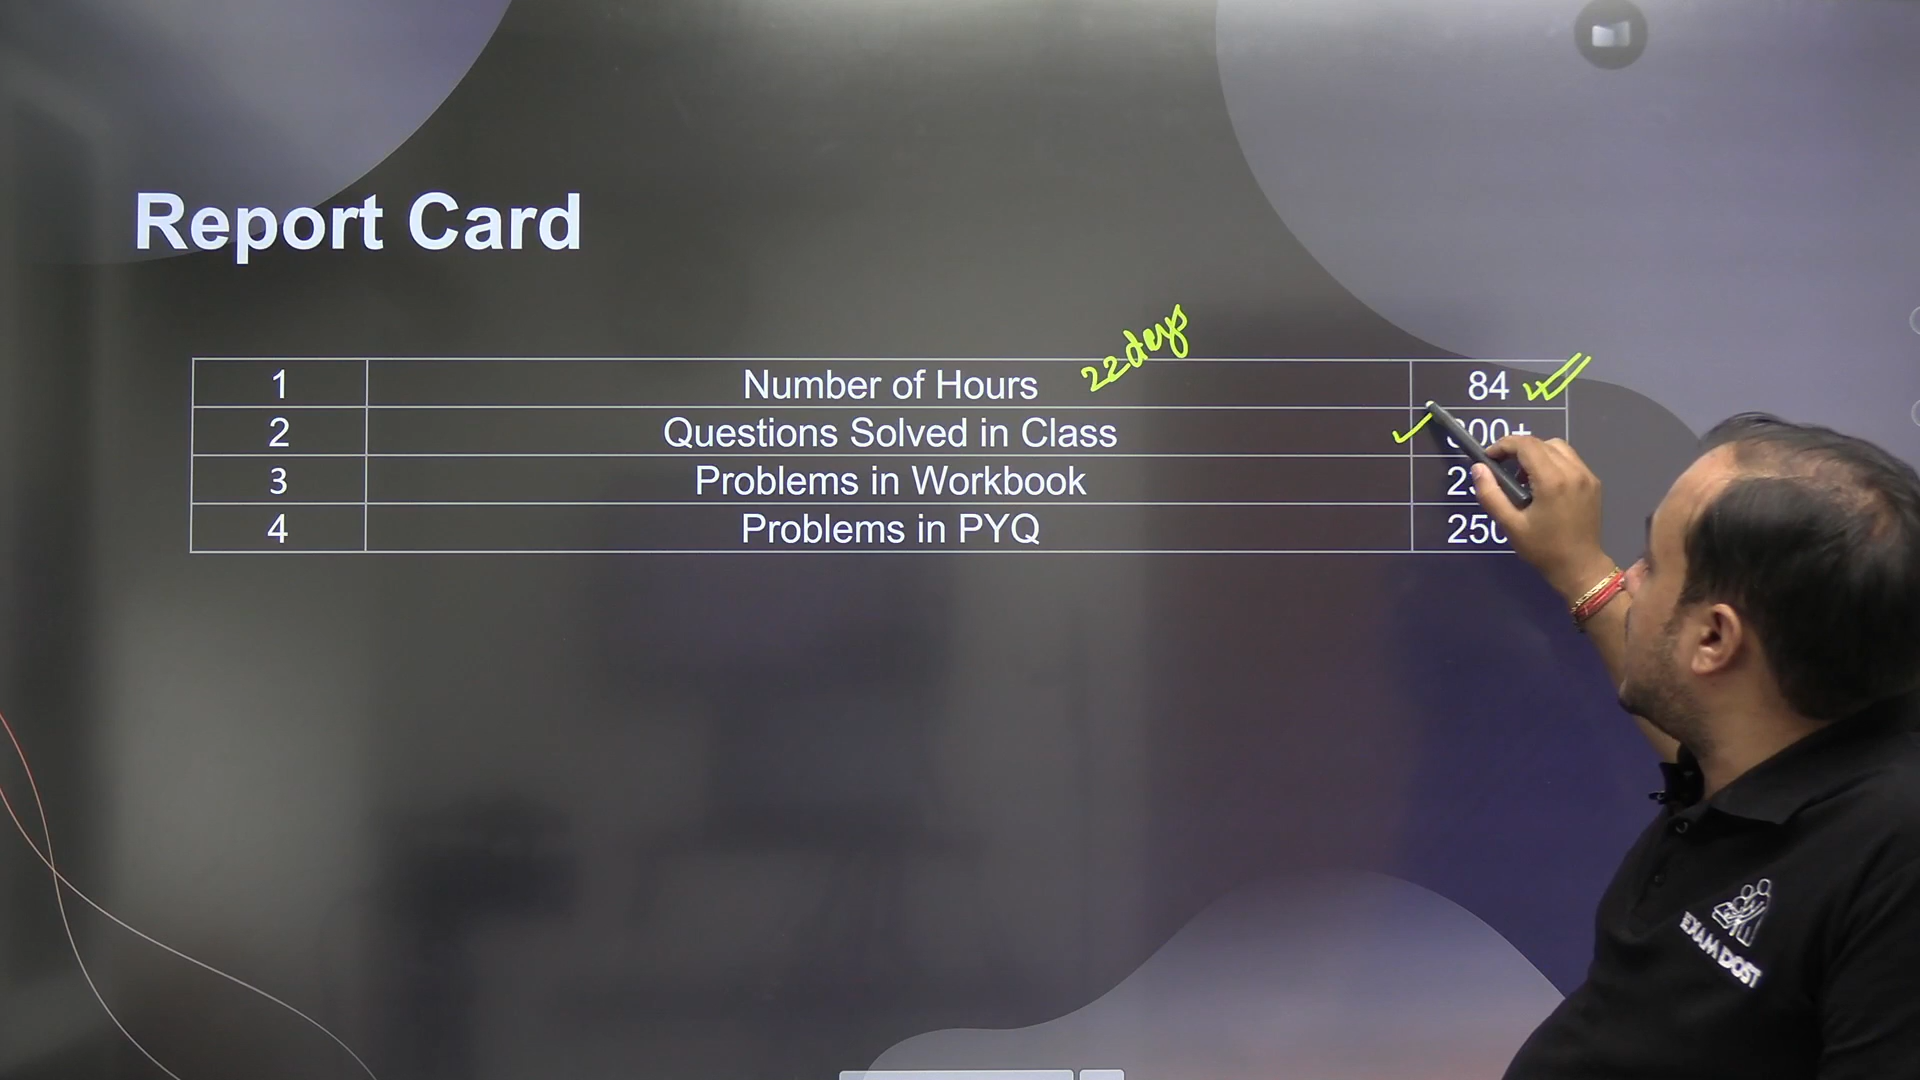 Report Card
22 days
1 Number of Hours 84
2 Questions Solved in Class
3 Problems in Workbook
4 Problems in PYQ
EXAM DOST